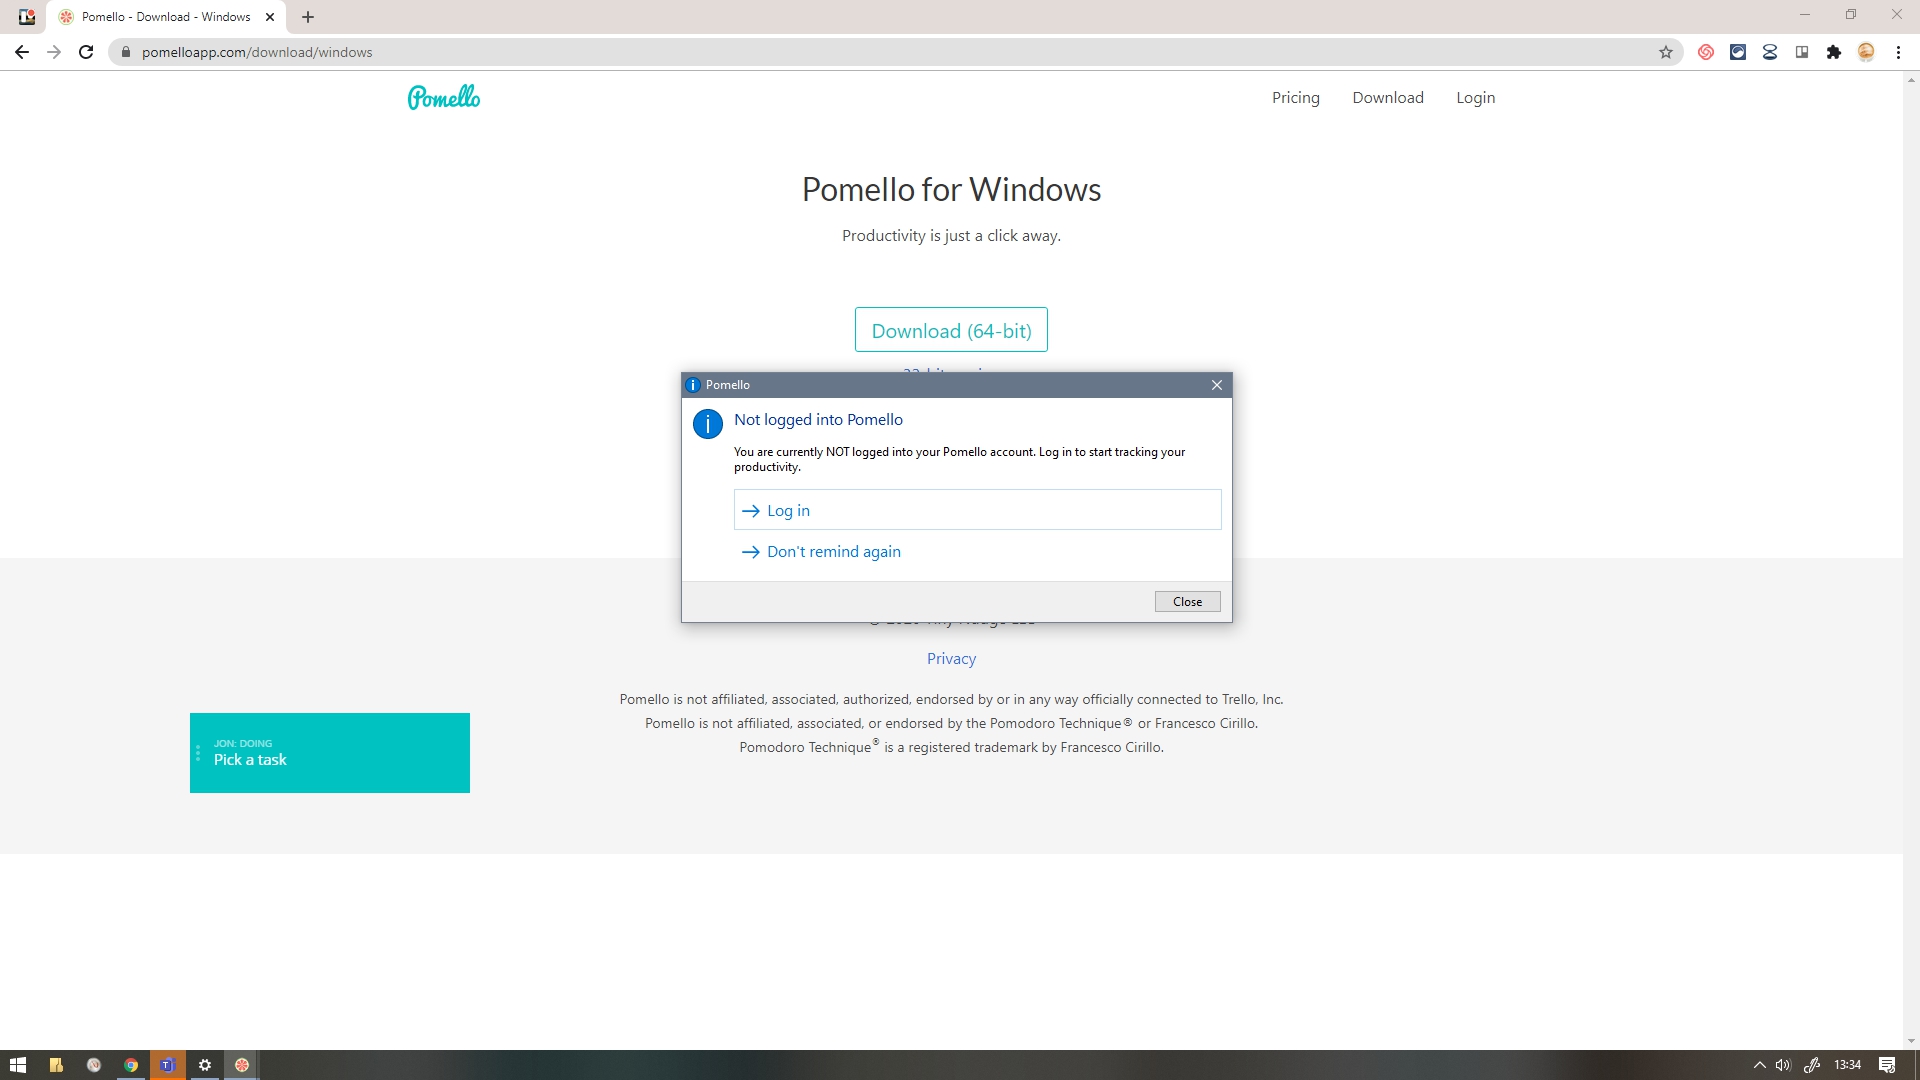 Pomello - Download - Windows
pomelloapp.com/download/windows
Pomello
Pricing
Download
Login
Pomello for Windows
Productivity is just a click away.
Download (64-bit)
Pomello
Not logged into Pomello
You are currently NOT logged into your Pomello account. Log in to start tracking your
productivity.
Log in
Don't remind again
Close
Privacy
Pomello is not affiliated, associated, authorized, endorsed by or in any way officially connected to Trello, Inc.
Pomello is not affiliated, associated, or endorsed by the Pomodoro Technique® or Francesco Cirillo.
Pomodoro Technique® is a registered trademark by Francesco Cirillo.
JON: DOING
Pick a task
13:34